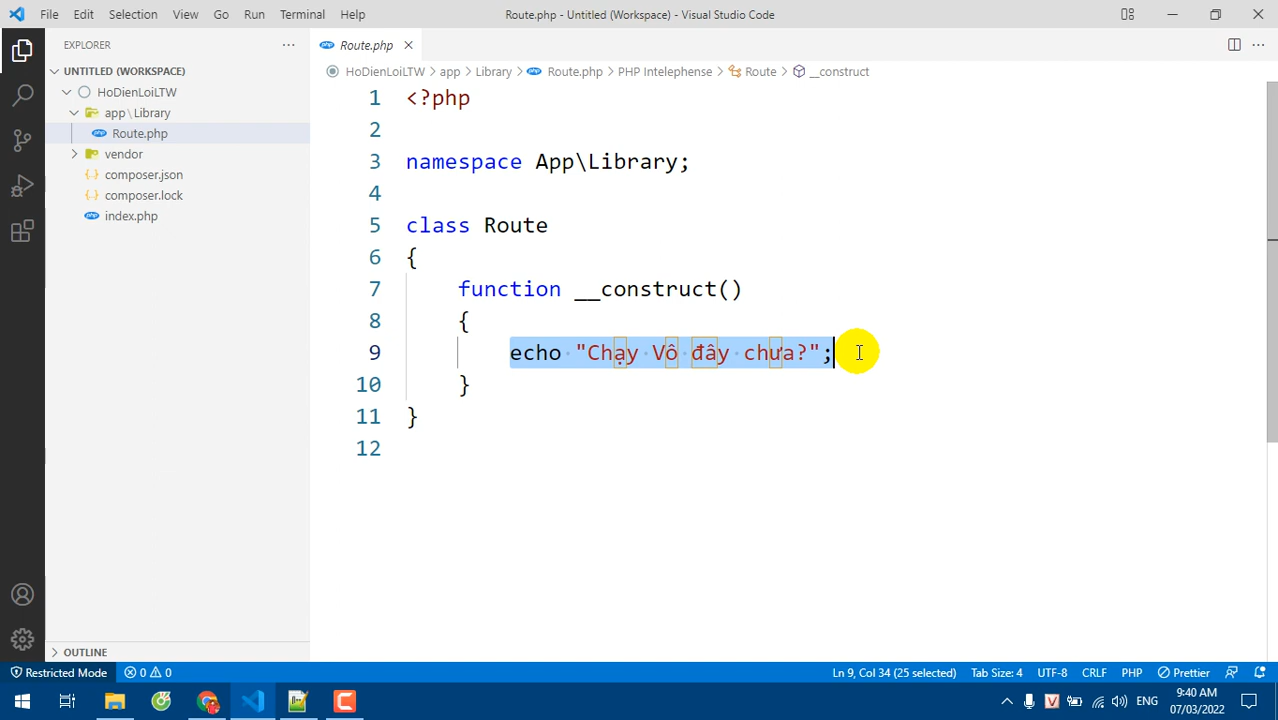 File Edit Selection View Go Run Terminal Help Route.php - Untitled (Workspace) - Visual Studio Code
EXPLORER
UNTITLED (WORKSPACE)
HoDienLoiLTW
app\Library
Route.php
vendor
composer.json
composer.lock
index.php
OUTLINE
Route.php
HoDienLoiLTW > app > Library > Route.php > PHP Intelephense > Route > __construct
1 <?php
2
3 namespace App\Library;
4
5 class Route
6 {
7 function __construct()
8 {
9 echo "Chạy Vô đây chưa?";
10 }
11 }
12
Restricted Mode 0 0 Ln 9, Col 34 (25 selected) Tab Size: 4 UTF-8 CRLF PHP Prettier
ENG 9:40 AM
07/03/2022